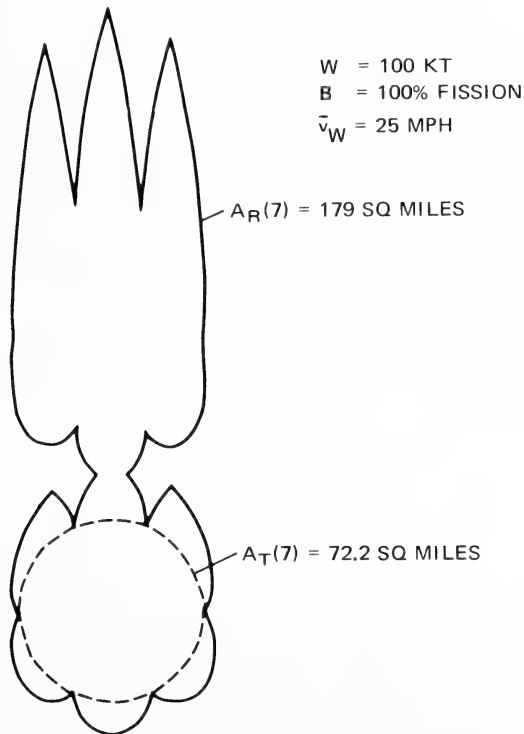 W = 100 KT
B = 100% FISSION
v̄W = 25 MPH
AR(7) = 179 SQ MILES
AT(7) = 72.2 SQ MILES